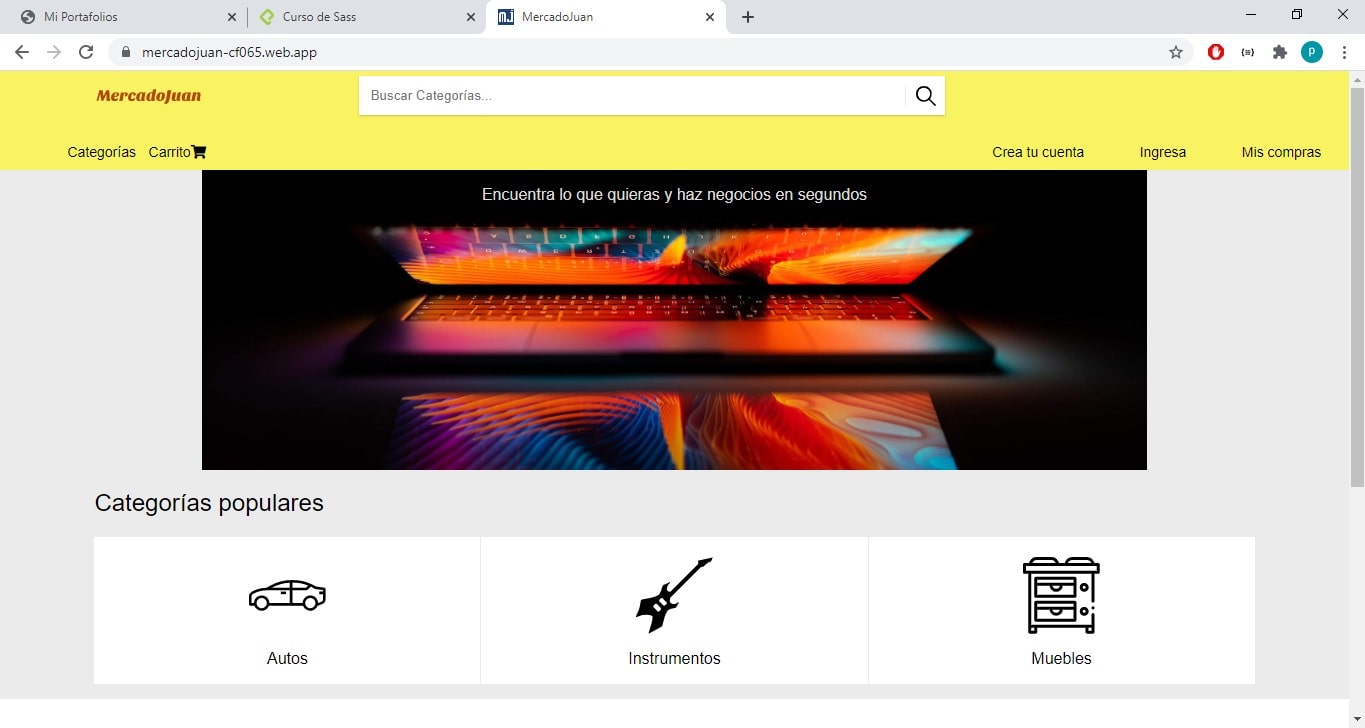 Mi Portafolios
Curso de Sass
MJ MercadoJuan
mercadojuan-cf065.web.app
P
MercadoJuan
Buscar Categorías...
Categorías Carrito
Crea tu cuenta Ingresa Mis compras
Encuentra lo que quieras y haz negocios en segundos
Categorías populares
Autos
Instrumentos
Muebles